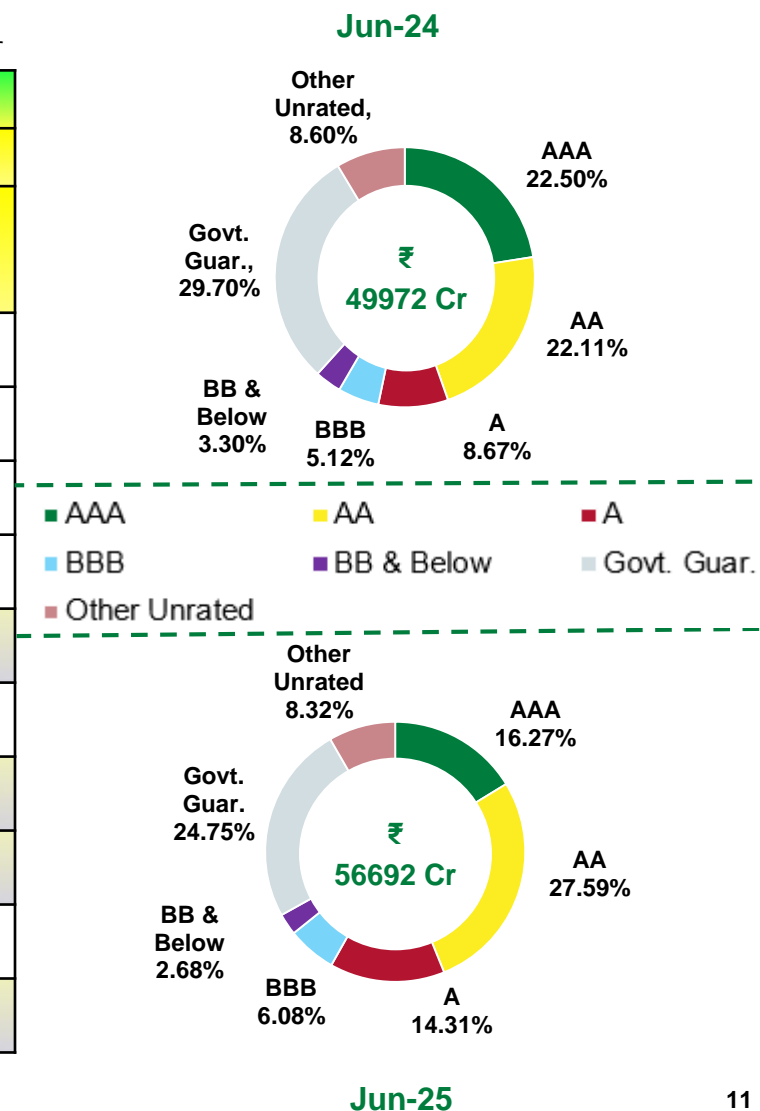 Jun-24
Other
Unrated,
8.60%
AAA
22.50%
Govt.
Guar.,
29.70%
₹
49972 Cr
AA
22.11%
BB &
Below
3.30%
BBB
5.12%
A
8.67%
AAA
AA
A
BBB
BB & Below
Govt. Guar.
Other Unrated
Other
Unrated
8.32%
AAA
16.27%
Govt.
Guar.
24.75%
₹
56692 Cr
AA
27.59%
BB &
Below
2.68%
BBB
6.08%
A
14.31%
Jun-25
11